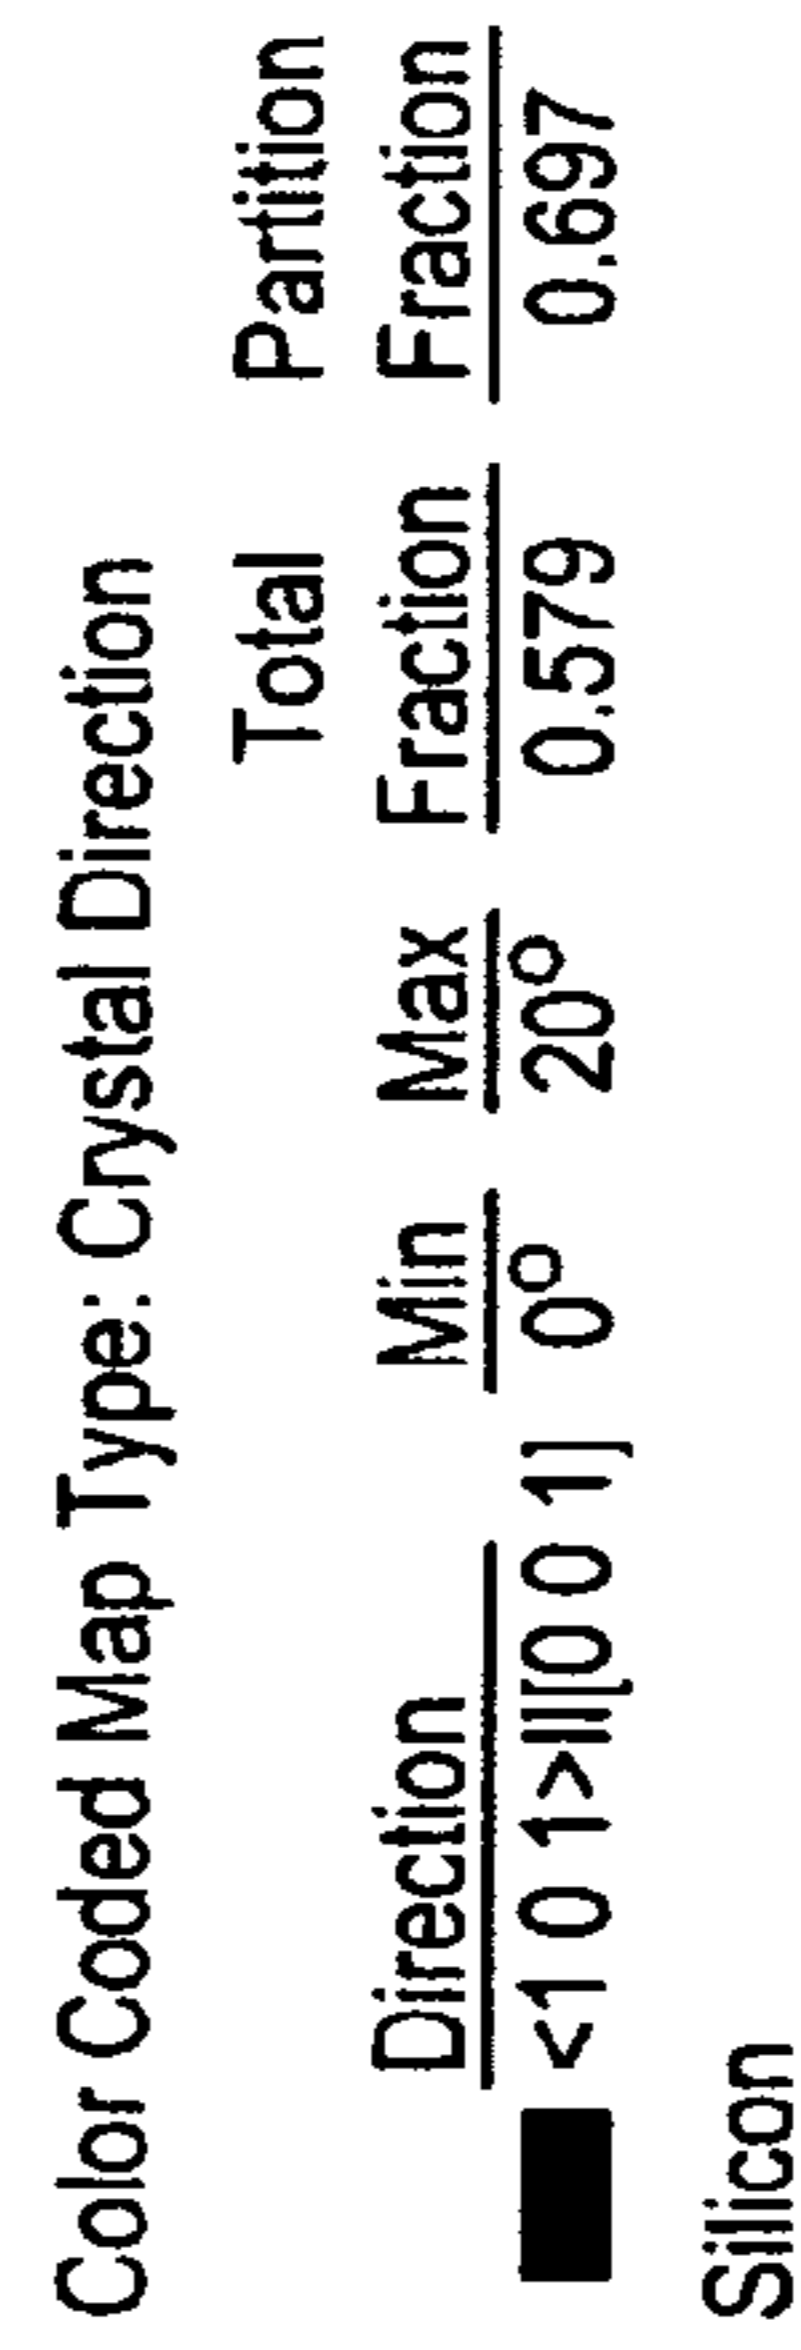 Color Coded Map Type: Crystal Direction
Total Partition
Direction Min Max Fraction Fraction
<1 0 1>||[0 0 1] 0° 20° 0.579 0.697
Silicon